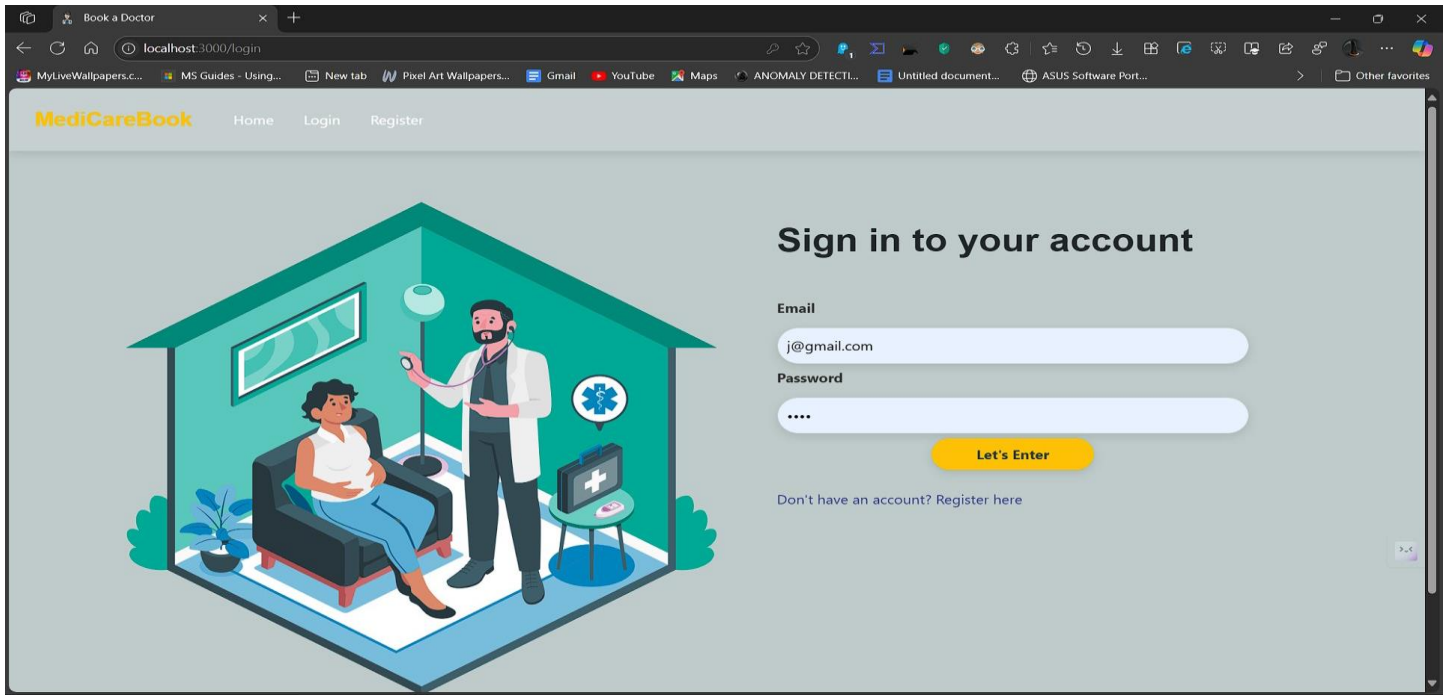 Book a Doctor
localhost:3000/login
MyLiveWallpapers.c... MS Guides - Using... New tab Pixel Art Wallpapers... Gmail YouTube Maps ANOMALY DETECTI... Untitled document... ASUS Software Port... Other favorites
MediCareBook Home Login Register
Sign in to your account
Email
j@gmail.com
Password
••••
Let's Enter
Don't have an account? Register here